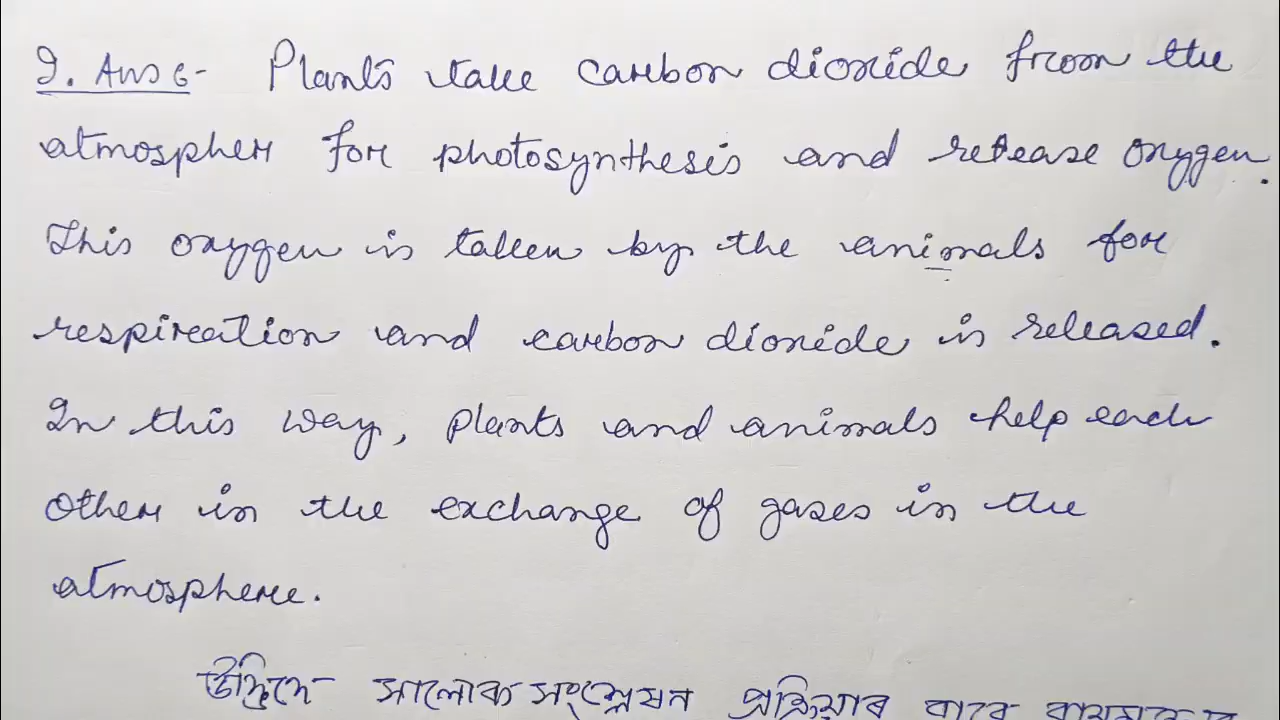 9. Ans:- Plants take carbon dioxide from the
atmospher for photosynthesis and release oxygen.
This oxygen is taken by the animals for
respiration and carbon dioxide is released.
In this way, plants and animals help each
other in the exchange of gases in the
atmosphere.
উদ্ভিদে সালোক সংশ্লেষন প্ৰক্ৰিয়াৰ বাবে